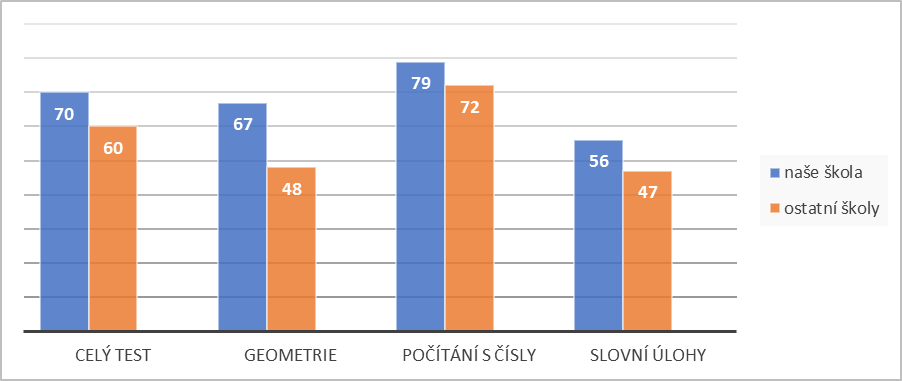 70
60
67
48
79
72
56
47
naše škola
ostatní školy
CELÝ TEST
GEOMETRIE
POČÍTÁNÍ S ČÍSLY
SLOVNÍ ÚLOHY